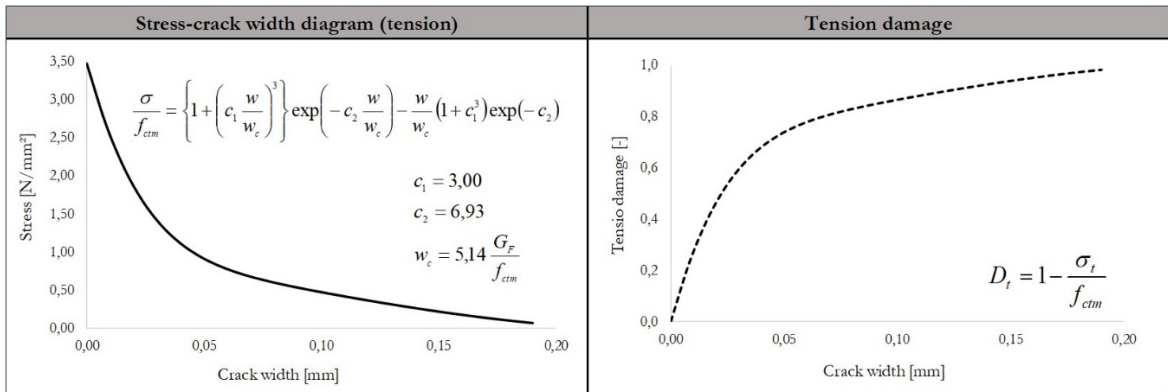 Stress-crack width diagram (tension)
3,50
3,00
2,50
2,00
1,50
1,00
0,50
0,00
0,00 0,05 0,10 0,15 0,20
Stress [N/mm²]
Crack width [mm]
σ/f_ctm = {1+(c₁ w/w_c)³} exp(−c₂ w/w_c) − w/w_c (1+c₁³) exp(−c₂)
c₁ = 3,00
c₂ = 6,93
w_c = 5,14 G_F/f_ctm
Tension damage
1,0
0,8
0,6
0,4
0,2
0,0
0,00 0,05 0,10 0,15 0,20
Tensio damage [-]
Crack width [mm]
D_t = 1 − σ_t/f_ctm